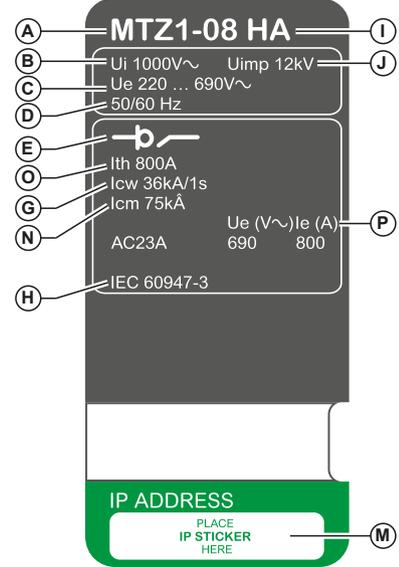 A MTZ1-08 HA I
B Ui 1000V∿ Uimp 12kV J
C Ue 220 ... 690V∿
D 50/60 Hz
E
O Ith 800A
G Icw 36kA/1s
N Icm 75kÂ
Ue (V∿) Ie (A) P
AC23A 690 800
H IEC 60947-3
IP ADDRESS
PLACE
IP STICKER M
HERE